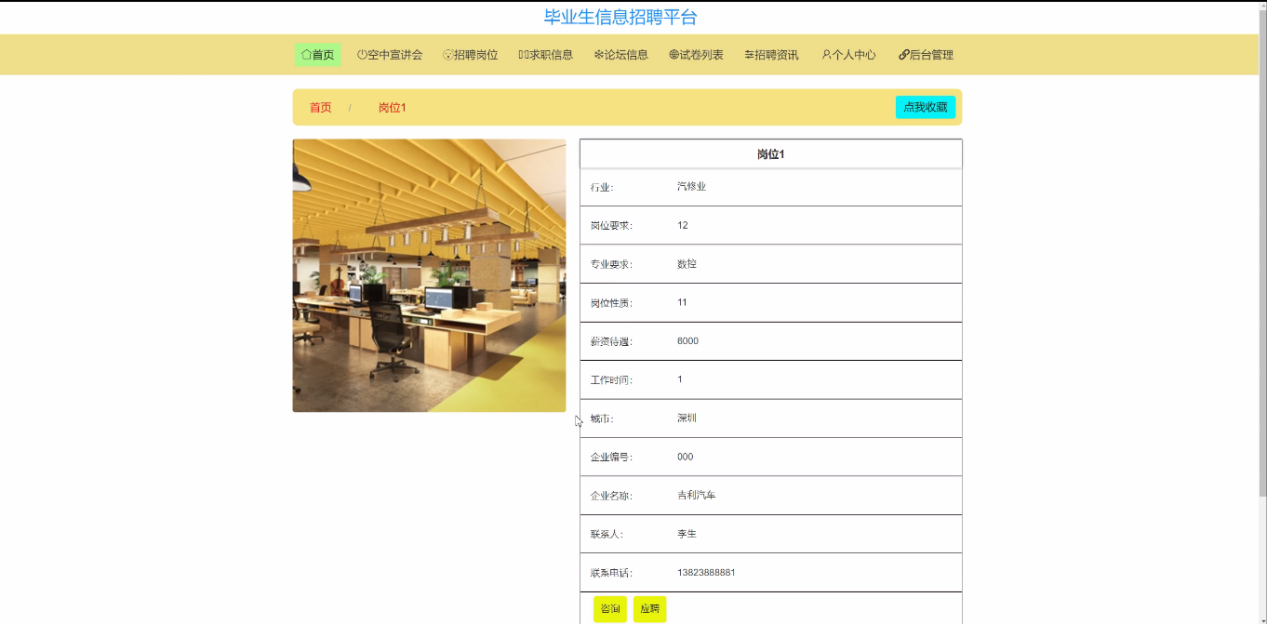 毕业生信息招聘平台
首页 空中宣讲会 招聘岗位 求职信息 论坛信息 试卷列表 招聘资讯 个人中心 后台管理
首页 / 岗位1 点我收藏
岗位1
行业： 汽修业
岗位要求： 12
专业要求： 数控
岗位性质： 11
薪资待遇： 6000
工作时间： 1
城市： 深圳
企业编号： 000
企业名称： 吉利汽车
联系人： 李生
联系电话： 13823888881
咨询 应聘